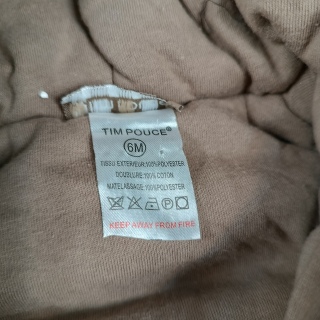 TIM POUCE®
6M
TISSU EXTERIEUR:100%POLYESTER
DOUBLURE:100% COTON
MATELASSAGE:100%POLYESTER
KEEP AWAY FROM FIRE